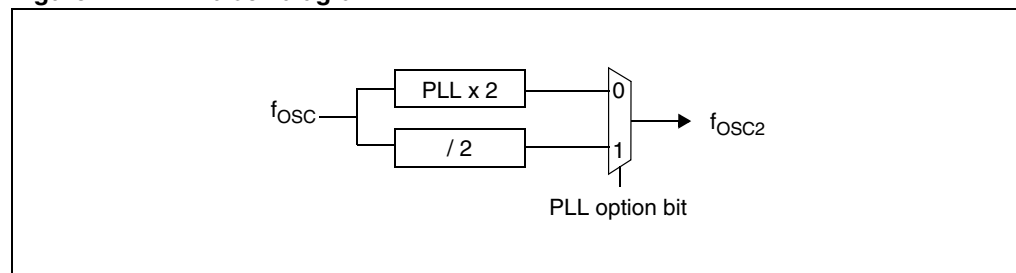 PLL x 2
0
fOSC
fOSC2
/ 2
1
PLL option bit